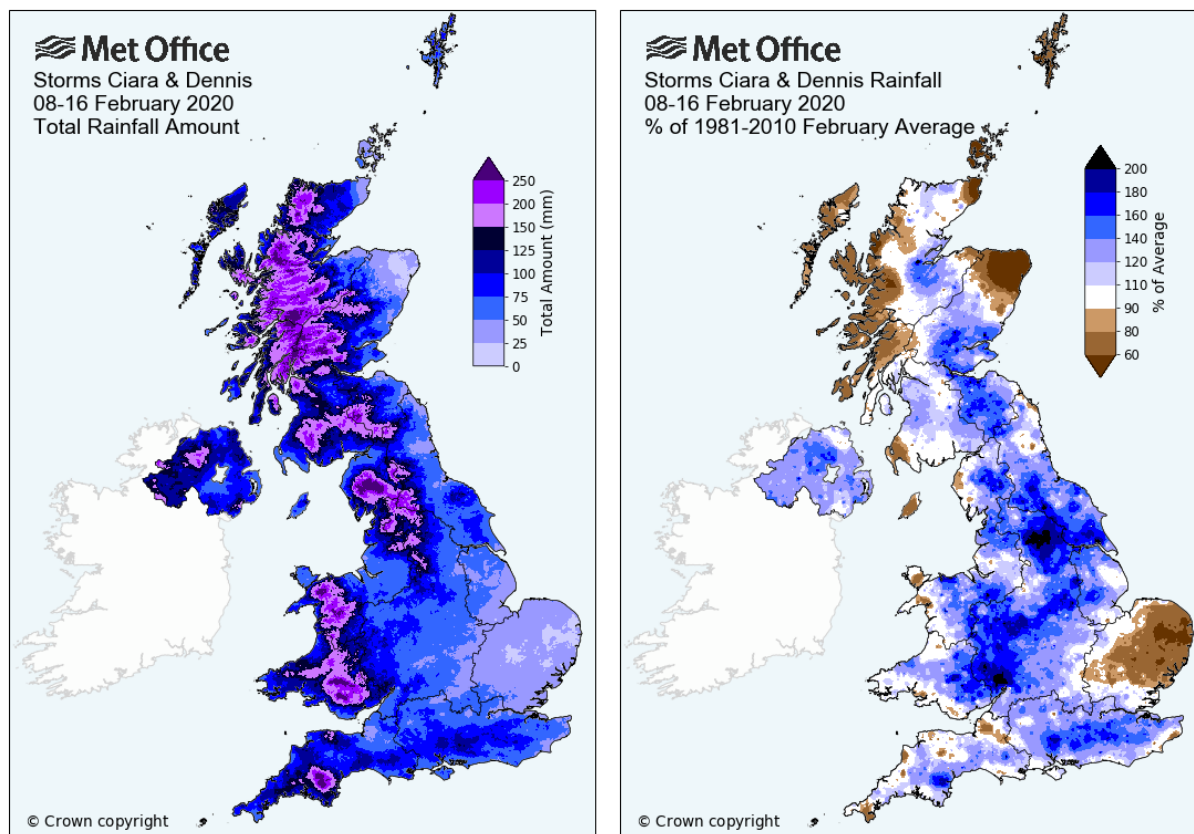 Met Office
Storms Ciara & Dennis
08-16 February 2020
Total Rainfall Amount
250
200
150
125
100
75
50
25
0
Total Amount (mm)
© Crown copyright
Met Office
Storms Ciara & Dennis Rainfall
08-16 February 2020
% of 1981-2010 February Average
200
180
160
140
120
110
90
80
60
% of Average
© Crown copyright